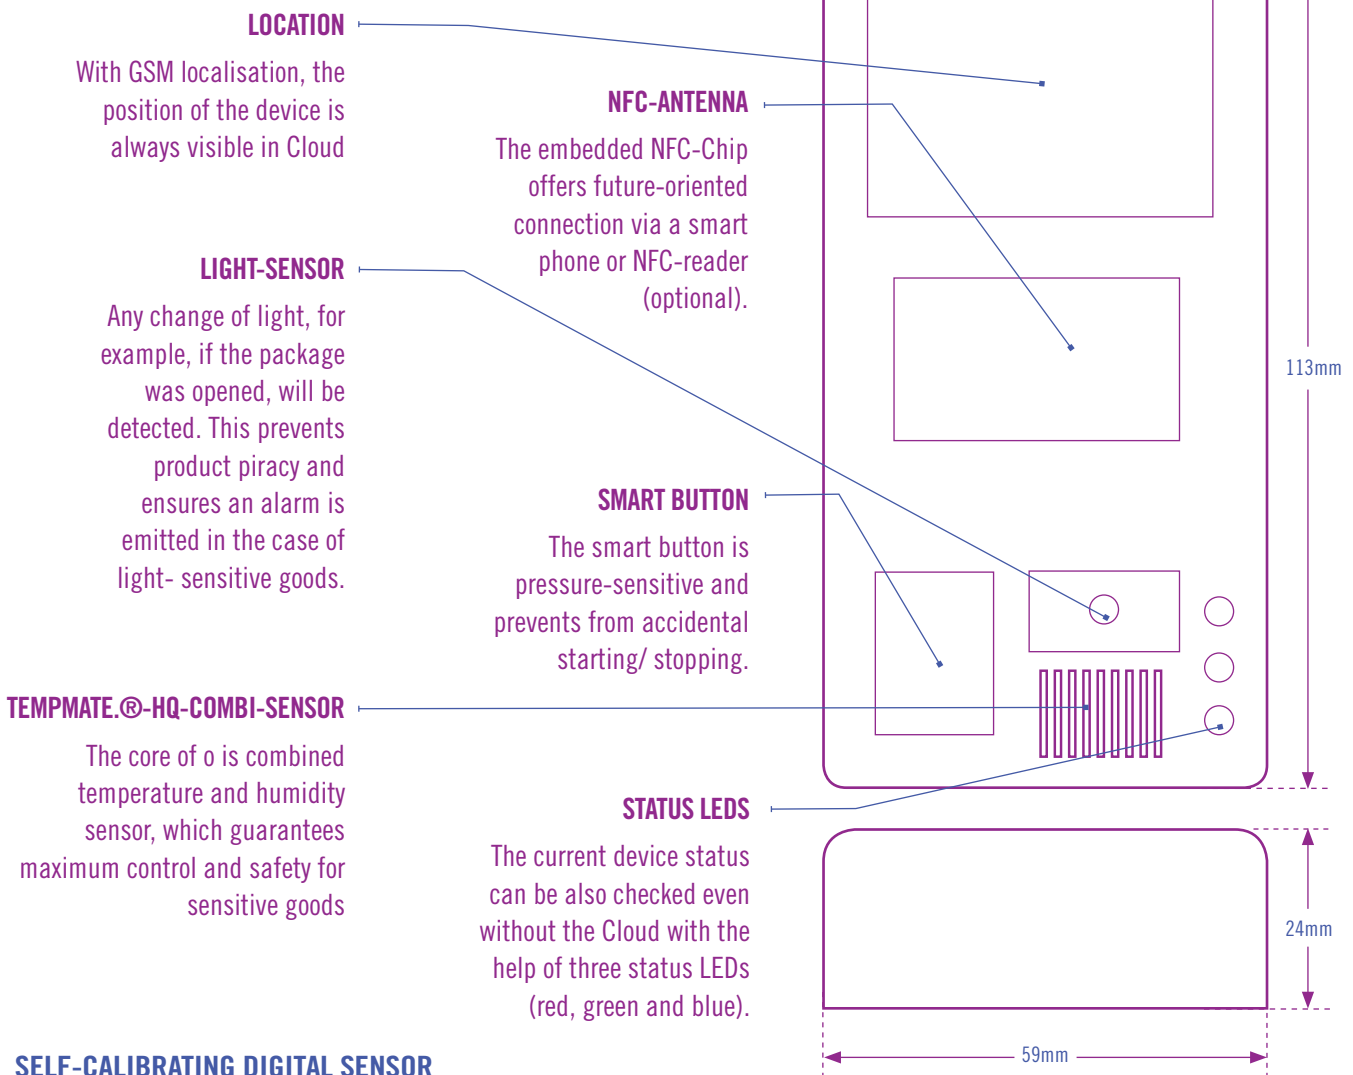 LOCATION
With GSM localisation, the
position of the device is
always visible in Cloud
LIGHT-SENSOR
Any change of light, for
example, if the package
was opened, will be
detected. This prevents
product piracy and
ensures an alarm is
emitted in the case of
light- sensitive goods.
TEMPMATE.®-HQ-COMBI-SENSOR
The core of o is combined
temperature and humidity
sensor, which guarantees
maximum control and safety for
sensitive goods
NFC-ANTENNA
The embedded NFC-Chip
offers future-oriented
connection via a smart
phone or NFC-reader
(optional).
SMART BUTTON
The smart button is
pressure-sensitive and
prevents from accidental
starting/ stopping.
STATUS LEDS
The current device status
can be also checked even
without the Cloud with the
help of three status LEDs
(red, green and blue).
113mm
24mm
59mm
SELF-CALIBRATING DIGITAL SENSOR